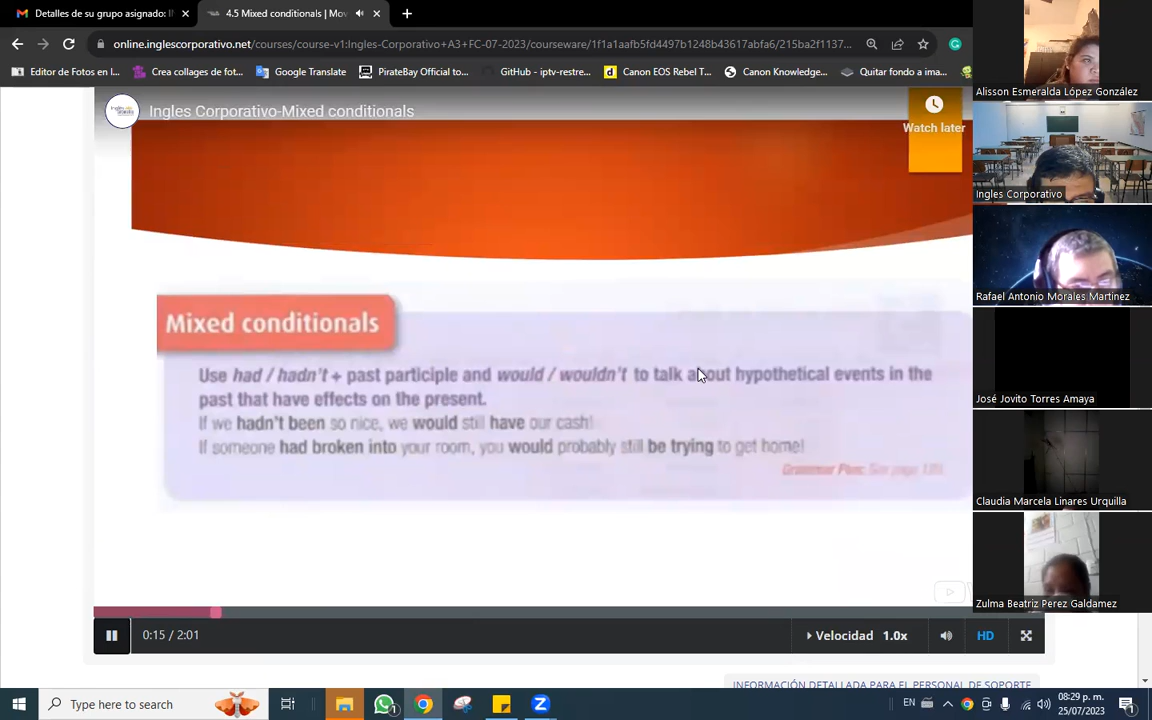 Detalles de su grupo asignado: I
4.5 Mixed conditionals | Mov
online.inglescorporativo.net/courses/course-v1:Ingles-Corporativo+A3+FC-07-2023/courseware/1f1a1aafb5fd4497b1248b43617abfa6/215ba2f1137...
Editor de Fotos en l...
Crea collages de fot...
Google Translate
PirateBay Official to...
GitHub - iptv-restre...
Canon EOS Rebel T...
Canon Knowledge...
Quitar fondo a ima...
Ingles Corporativo-Mixed conditionals
Watch later
Mixed conditionals
Use had / hadn't + past participle and would / wouldn't to talk about hypothetical events in the
past that have effects on the present.
If we hadn't been so nice, we would still have our cash!
If someone had broken into your room, you would probably still be trying to get home!
Grammar Plus: See page
0:15 / 2:01
Velocidad 1.0x
HD
INFORMACIÓN DETALLADA PARA EL PERSONAL DE SOPORTE
Alisson Esmeralda López González
Ingles Corporativo
Rafael Antonio Morales Martinez
José Jovito Torres Amaya
Claudia Marcela Linares Urquilla
Zulma Beatriz Perez Galdamez
Type here to search
EN
08:29 p. m.
25/07/2023